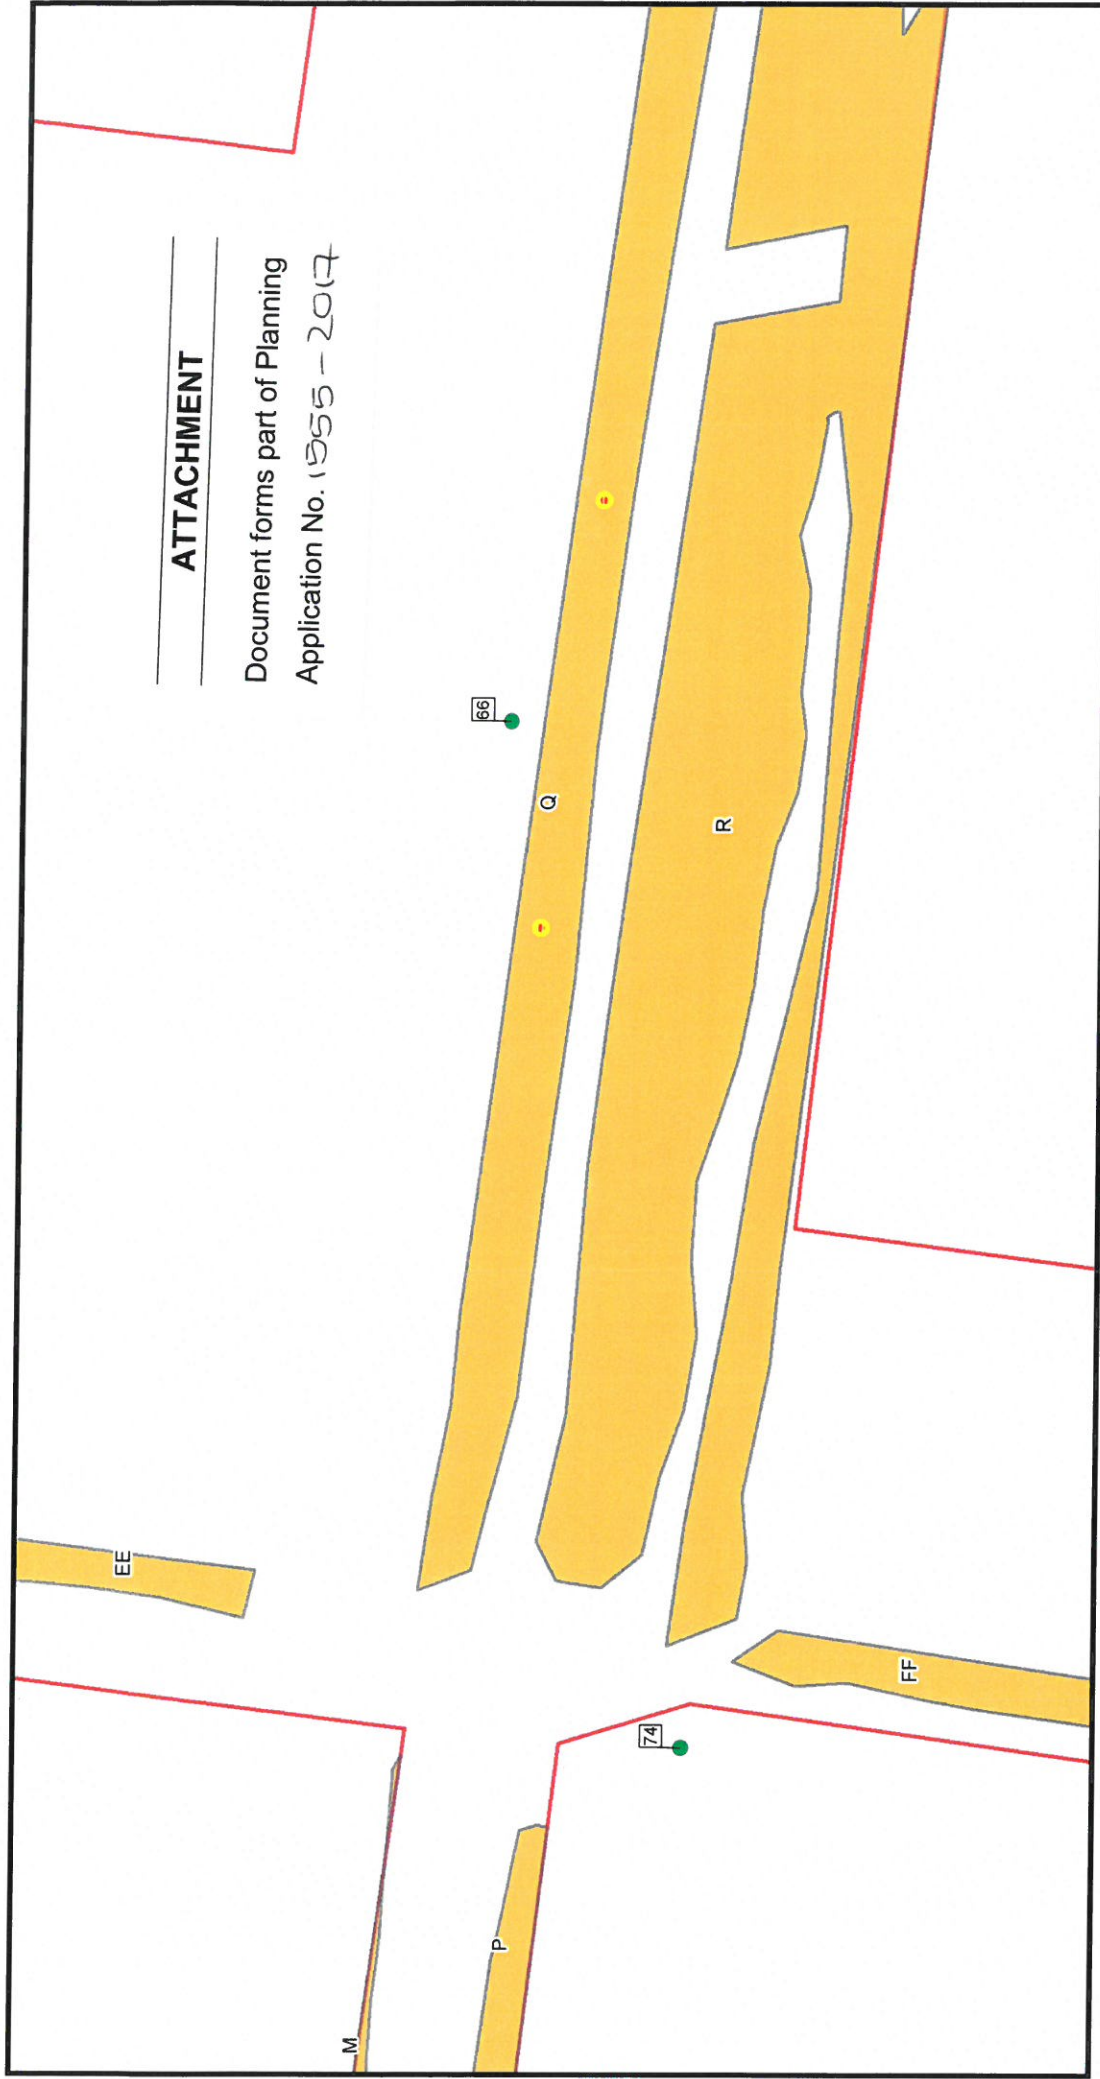 ATTACHMENT
Document forms part of Planning
Application No. 1555-2017
66
Q
R
EE
FF
74
P
M